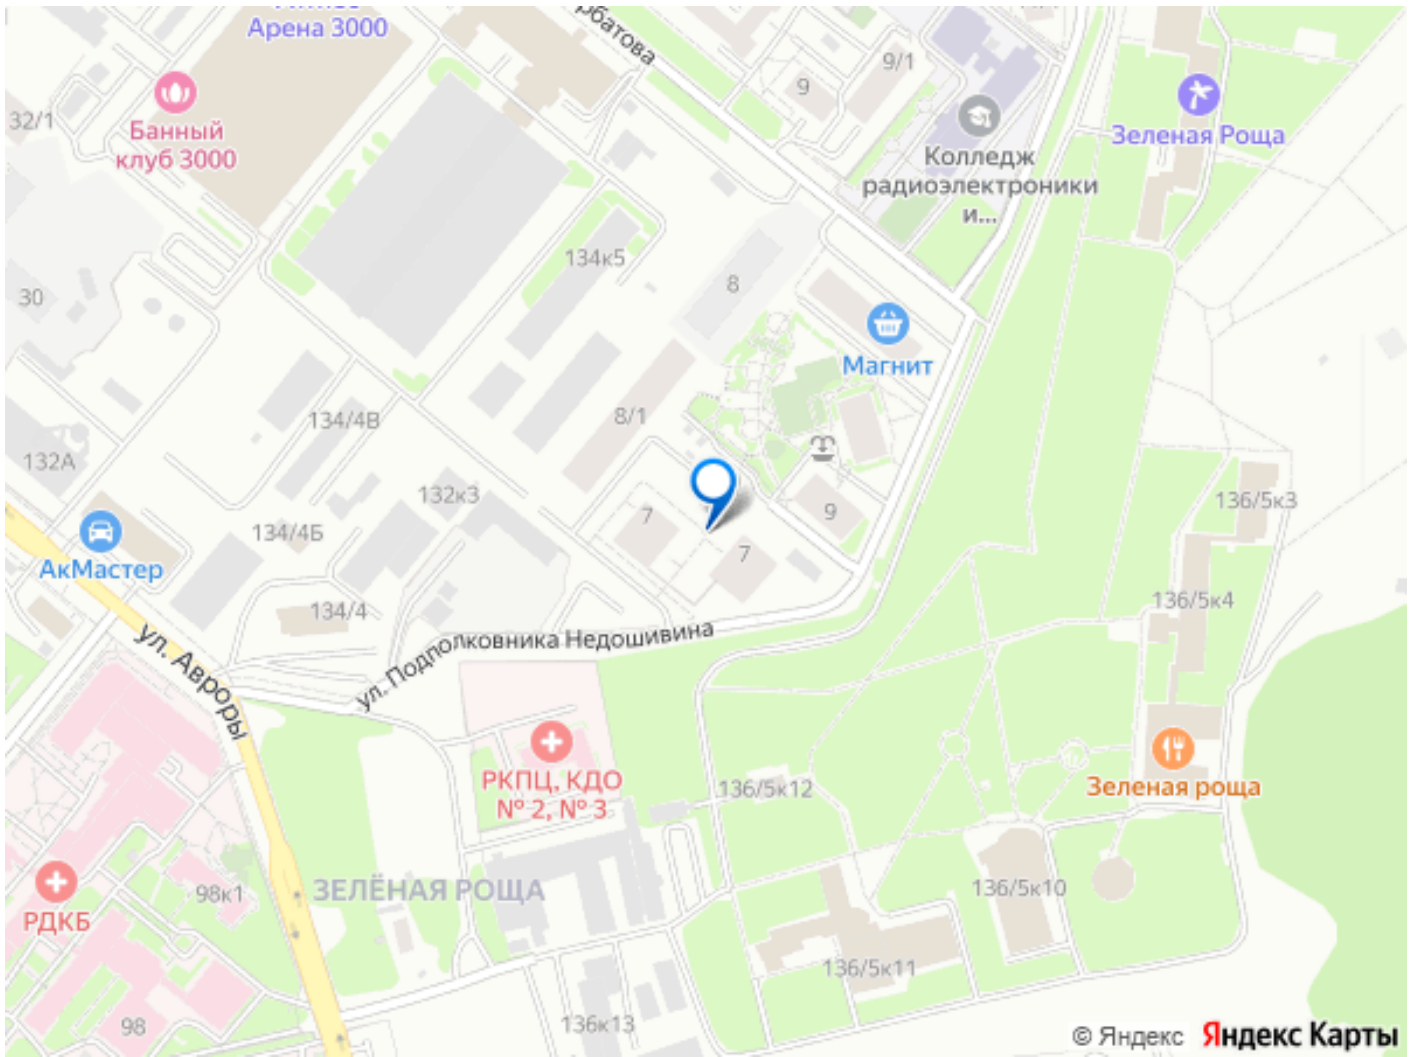 Арена 3000
рбатова
9/1
9
32/1
Банный
клуб 3000
Колледж
радиоэлектроники
и...
Зеленая Роща
134к5
8
30
Магнит
134/4В
8/1
132А
132к3
136/5к3
7
9
134/4Б
7
АкМастер
134/4
136/5к4
ул. Подполковника Недошивина
ул. Авроры
РКПЦ, КДО
№ 2, № 3
136/5к12
Зеленая роща
98к1
ЗЕЛЁНАЯ РОЩА
136/5к10
РДКБ
136/5к11
98
136к13
© Яндекс Яндекс Карты